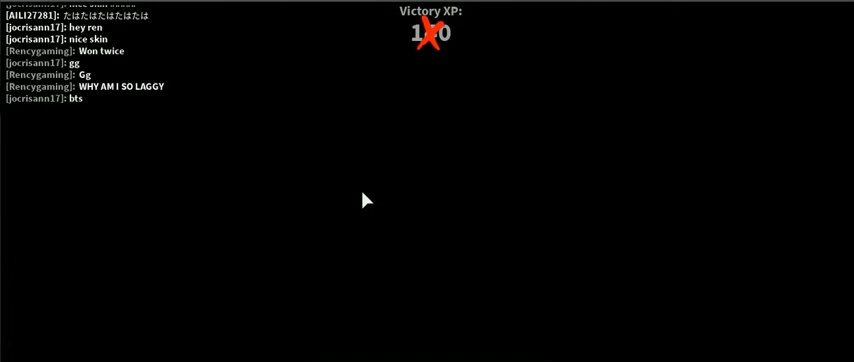 [AILI27281]: たはたはたはたはたは
[jocrisann17]: hey ren
[jocrisann17]: nice skin
[Rencygaming]: Won twice
[jocrisann17]: gg
[Rencygaming]: Gg
[Rencygaming]: WHY AM I SO LAGGY
[jocrisann17]: bts
Victory XP: